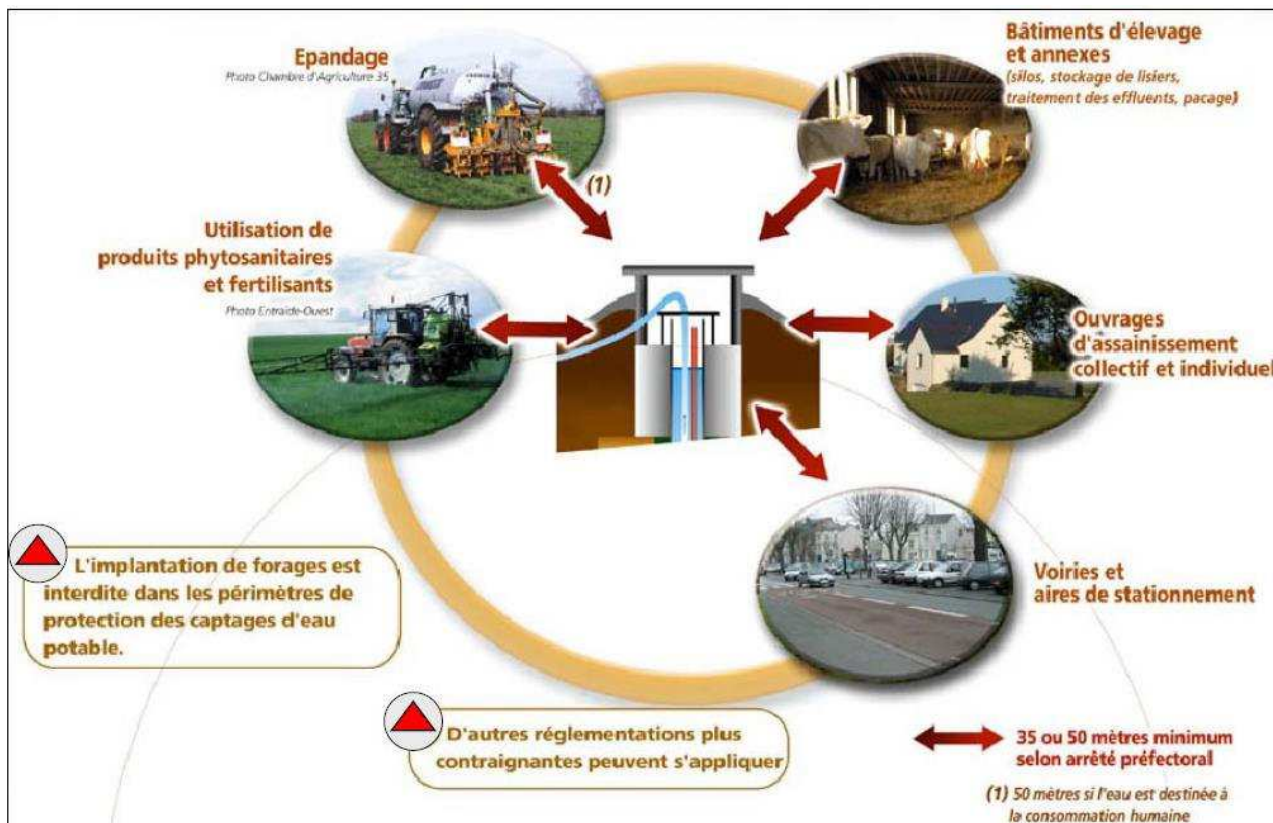 Epandage
Photo Chambre d'Agriculture 35
Bâtiments d'élevage
et annexes
(silos, stockage de lisiers,
traitement des effluents, pacage)
(1)
Utilisation de
produits phytosanitaires
et fertilisants
Photo Entraide-Ouest
Ouvrages
d'assainissement
collectif et individuel
Voiries et
aires de stationnement
L'implantation de forages est
interdite dans les périmètres de
protection des captages d'eau
potable.
D'autres réglementations plus
contraignantes peuvent s'appliquer
35 ou 50 mètres minimum
selon arrêté préfectoral
(1) 50 mètres si l'eau est destinée à
la consommation humaine